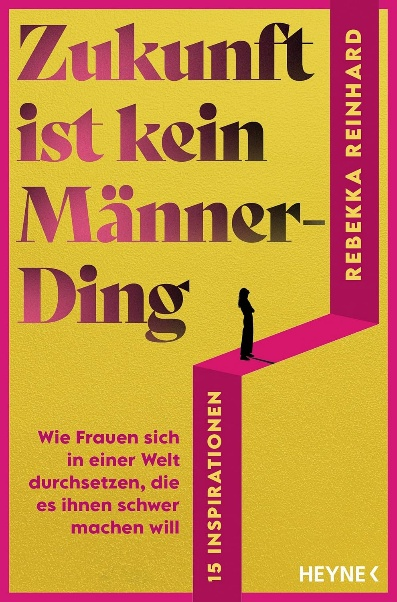 Zukunft
ist kein
Männer-
Ding
REBEKKA REINHARD
15 INSPIRATIONEN
Wie Frauen sich
in einer Welt
durchsetzen, die
es ihnen schwer
machen will
HEYNE